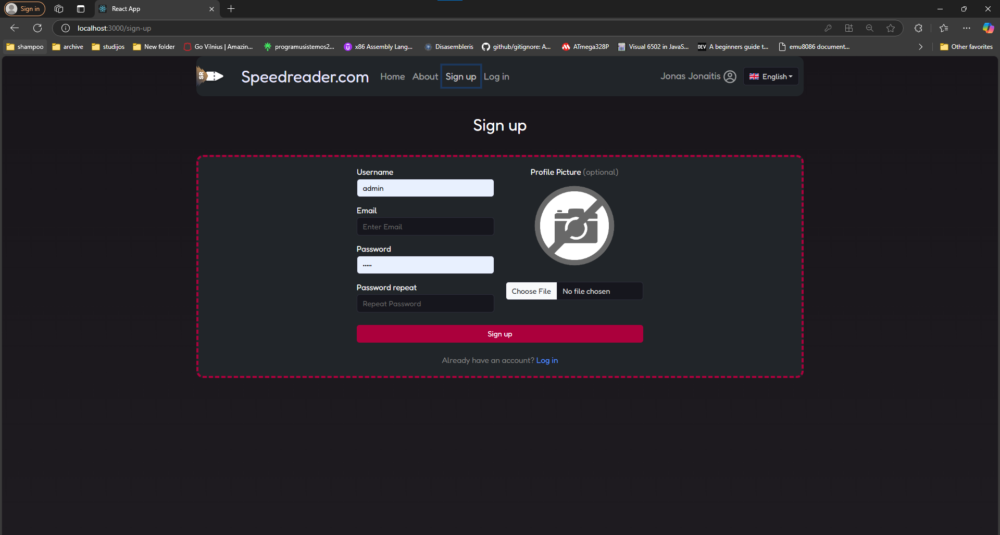 Sign in
React App
localhost:3000/sign-up
shampoo archive studijos New folder Go Vilnius | Amazin... programusistemos2... x86 Assembly Lang... Disasembleris github/gitignore: A... ATmega328P Visual 6502 in JavaS... DEV A beginners guide t... emu8086 document... Other favorites
SR Speedreader.com Home About Sign up Log in Jonas Jonaitis English
Sign up
Username
admin
Email
Enter Email
Password
•••••
Password repeat
Repeat Password
Profile Picture (optional)
Choose File No file chosen
Sign up
Already have an account? Log in